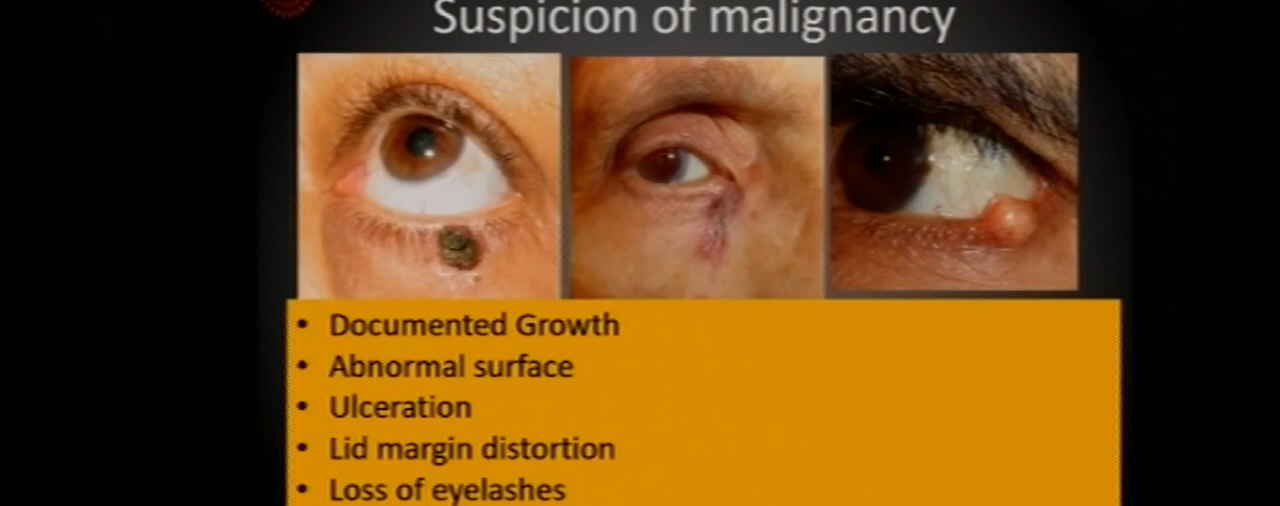 Suspicion of malignancy
• Documented Growth
• Abnormal surface
• Ulceration
• Lid margin distortion
• Loss of eyelashes